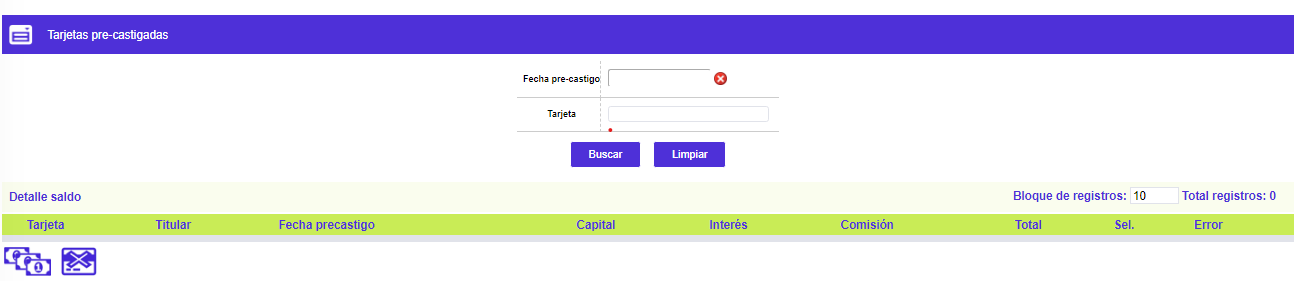 Tarjetas pre-castigadas
Fecha pre-castigo
Tarjeta
Buscar Limpiar
Detalle saldo Bloque de registros: 10 Total registros: 0
Tarjeta Titular Fecha precastigo Capital Interés Comisión Total Sel. Error